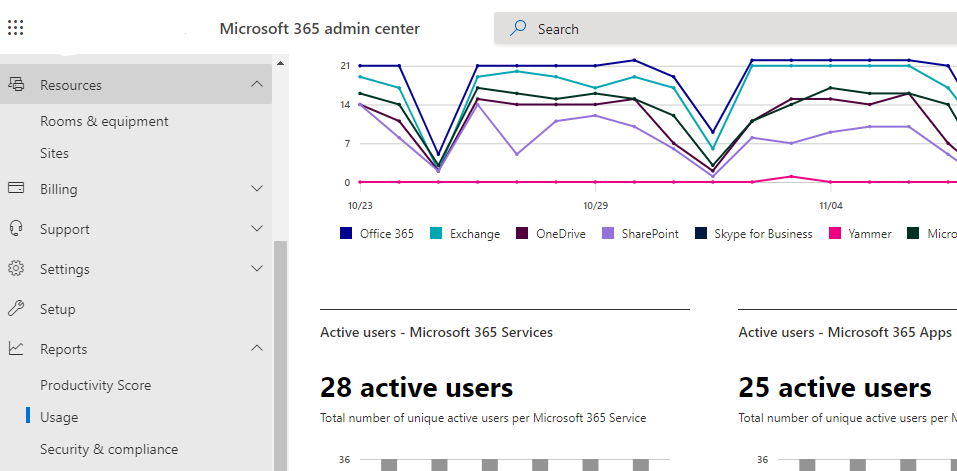 Microsoft 365 admin center
Search
Resources
Rooms & equipment
Sites
Billing
Support
Settings
Setup
Reports
Productivity Score
Usage
Security & compliance
21
14
7
0
10/23 10/29 11/04
Office 365 Exchange OneDrive SharePoint Skype for Business Yammer Micro
Active users - Microsoft 365 Services
28 active users
Total number of unique active users per Microsoft 365 Service
36
Active users - Microsoft 365 Apps
25 active users
Total number of unique active users per M
36